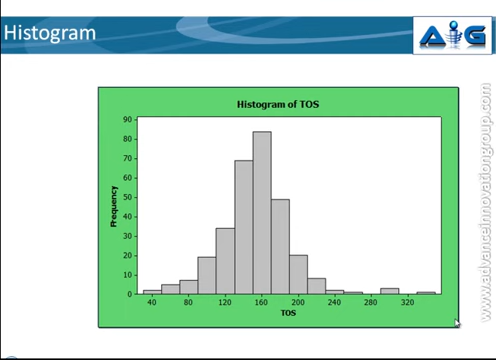 Histogram
AiG
Histogram of TOS
90
80
70
60
50
40
30
20
10
0
Frequency
40 80 120 160 200 240 280 320
TOS
www.advanceinnovationgroup.com